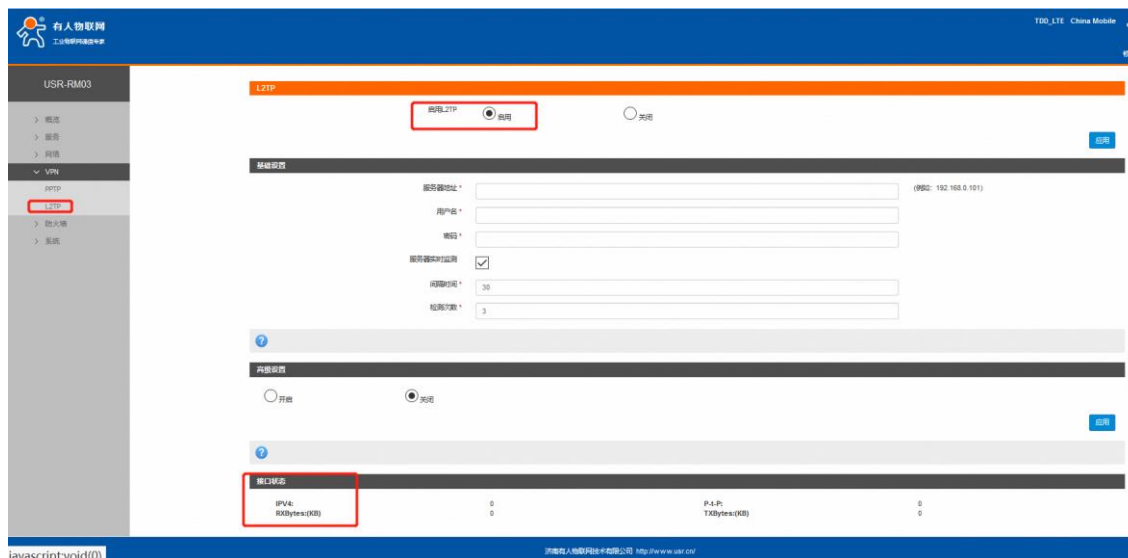 有人物联网
工业物联网通信专家
TDD_LTE China Mobile
USR-RM03
> 概态
> 服务
> 网络
VPN
PPTP
L2TP
> 防火墙
> 系统
L2TP
启用L2TP 启用 关闭
应用
基础设置
服务器地址 * (例如: 192.168.0.101)
用户名 *
密码 *
服务器实时监测
间隔时间 * 30
检测次数 * 3
高级设置
开启 关闭
应用
接口状态
IPV4: 0 P-t-P: 0
RXBytes:(KB) 0 TXBytes:(KB) 0
济南有人物联网技术有限公司 http://www.usr.cn/
javascript:void(0)